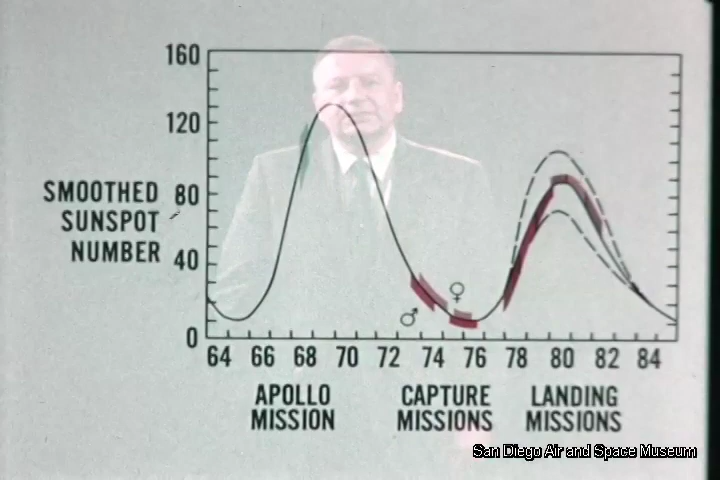 160
120
SMOOTHED
SUNSPOT
NUMBER
80
40
0
♂
♀
64 66 68 70 72 74 76 78 80 82 84
APOLLO
MISSION
CAPTURE
MISSIONS
LANDING
MISSIONS
San Diego Air and Space Museum